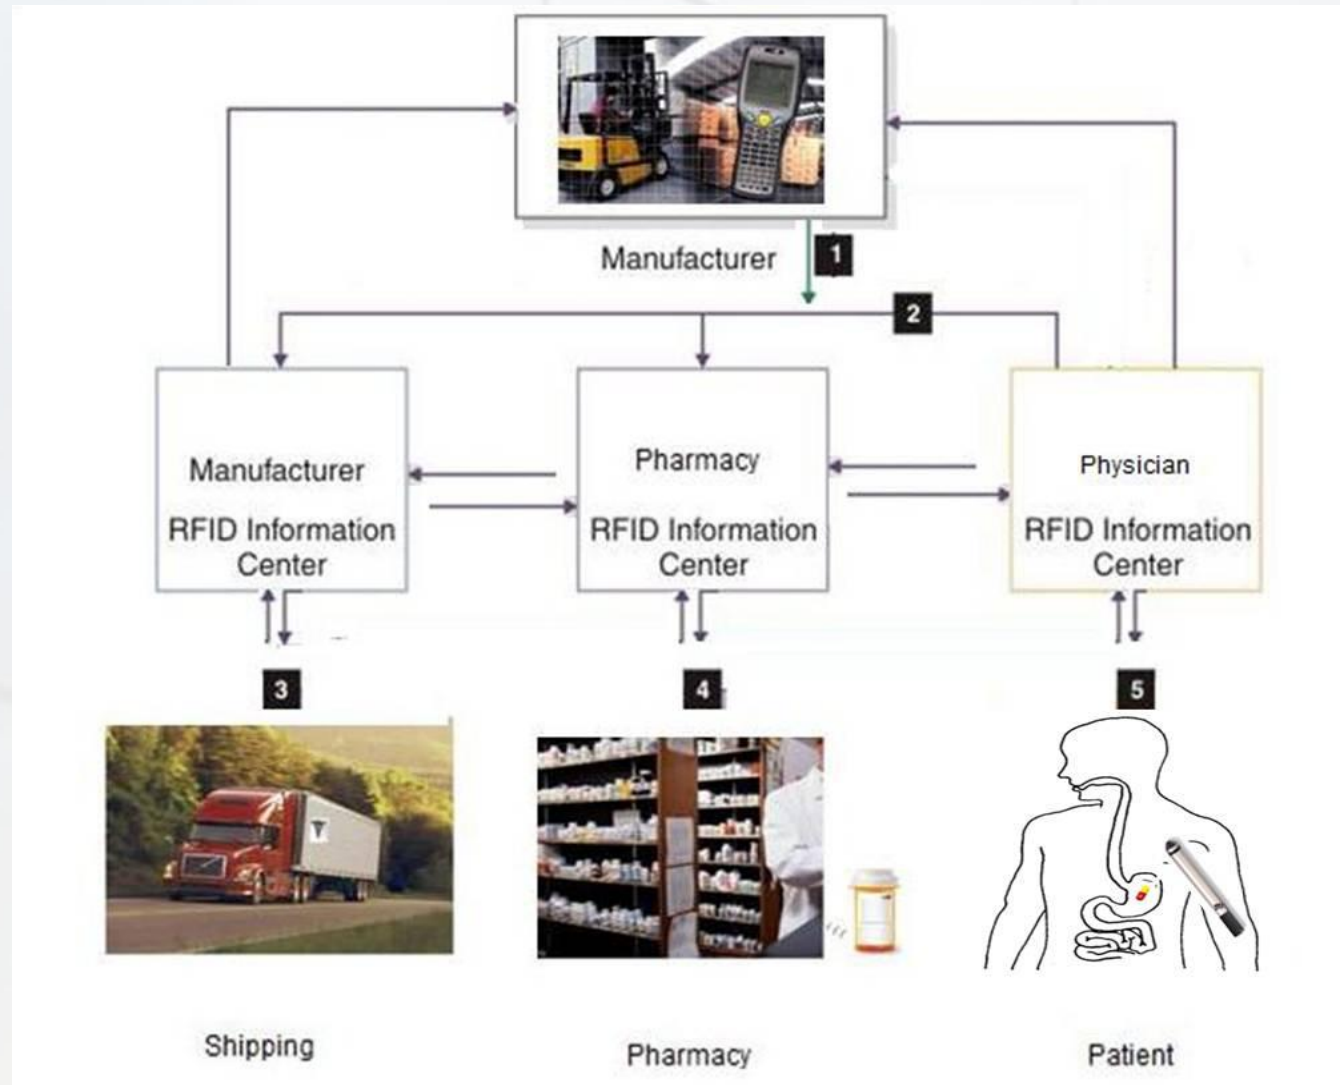 Manufacturer
1
2
Manufacturer
RFID Information
Center
Pharmacy
RFID Information
Center
Physician
RFID Information
Center
3
4
5
Shipping
Pharmacy
Patient